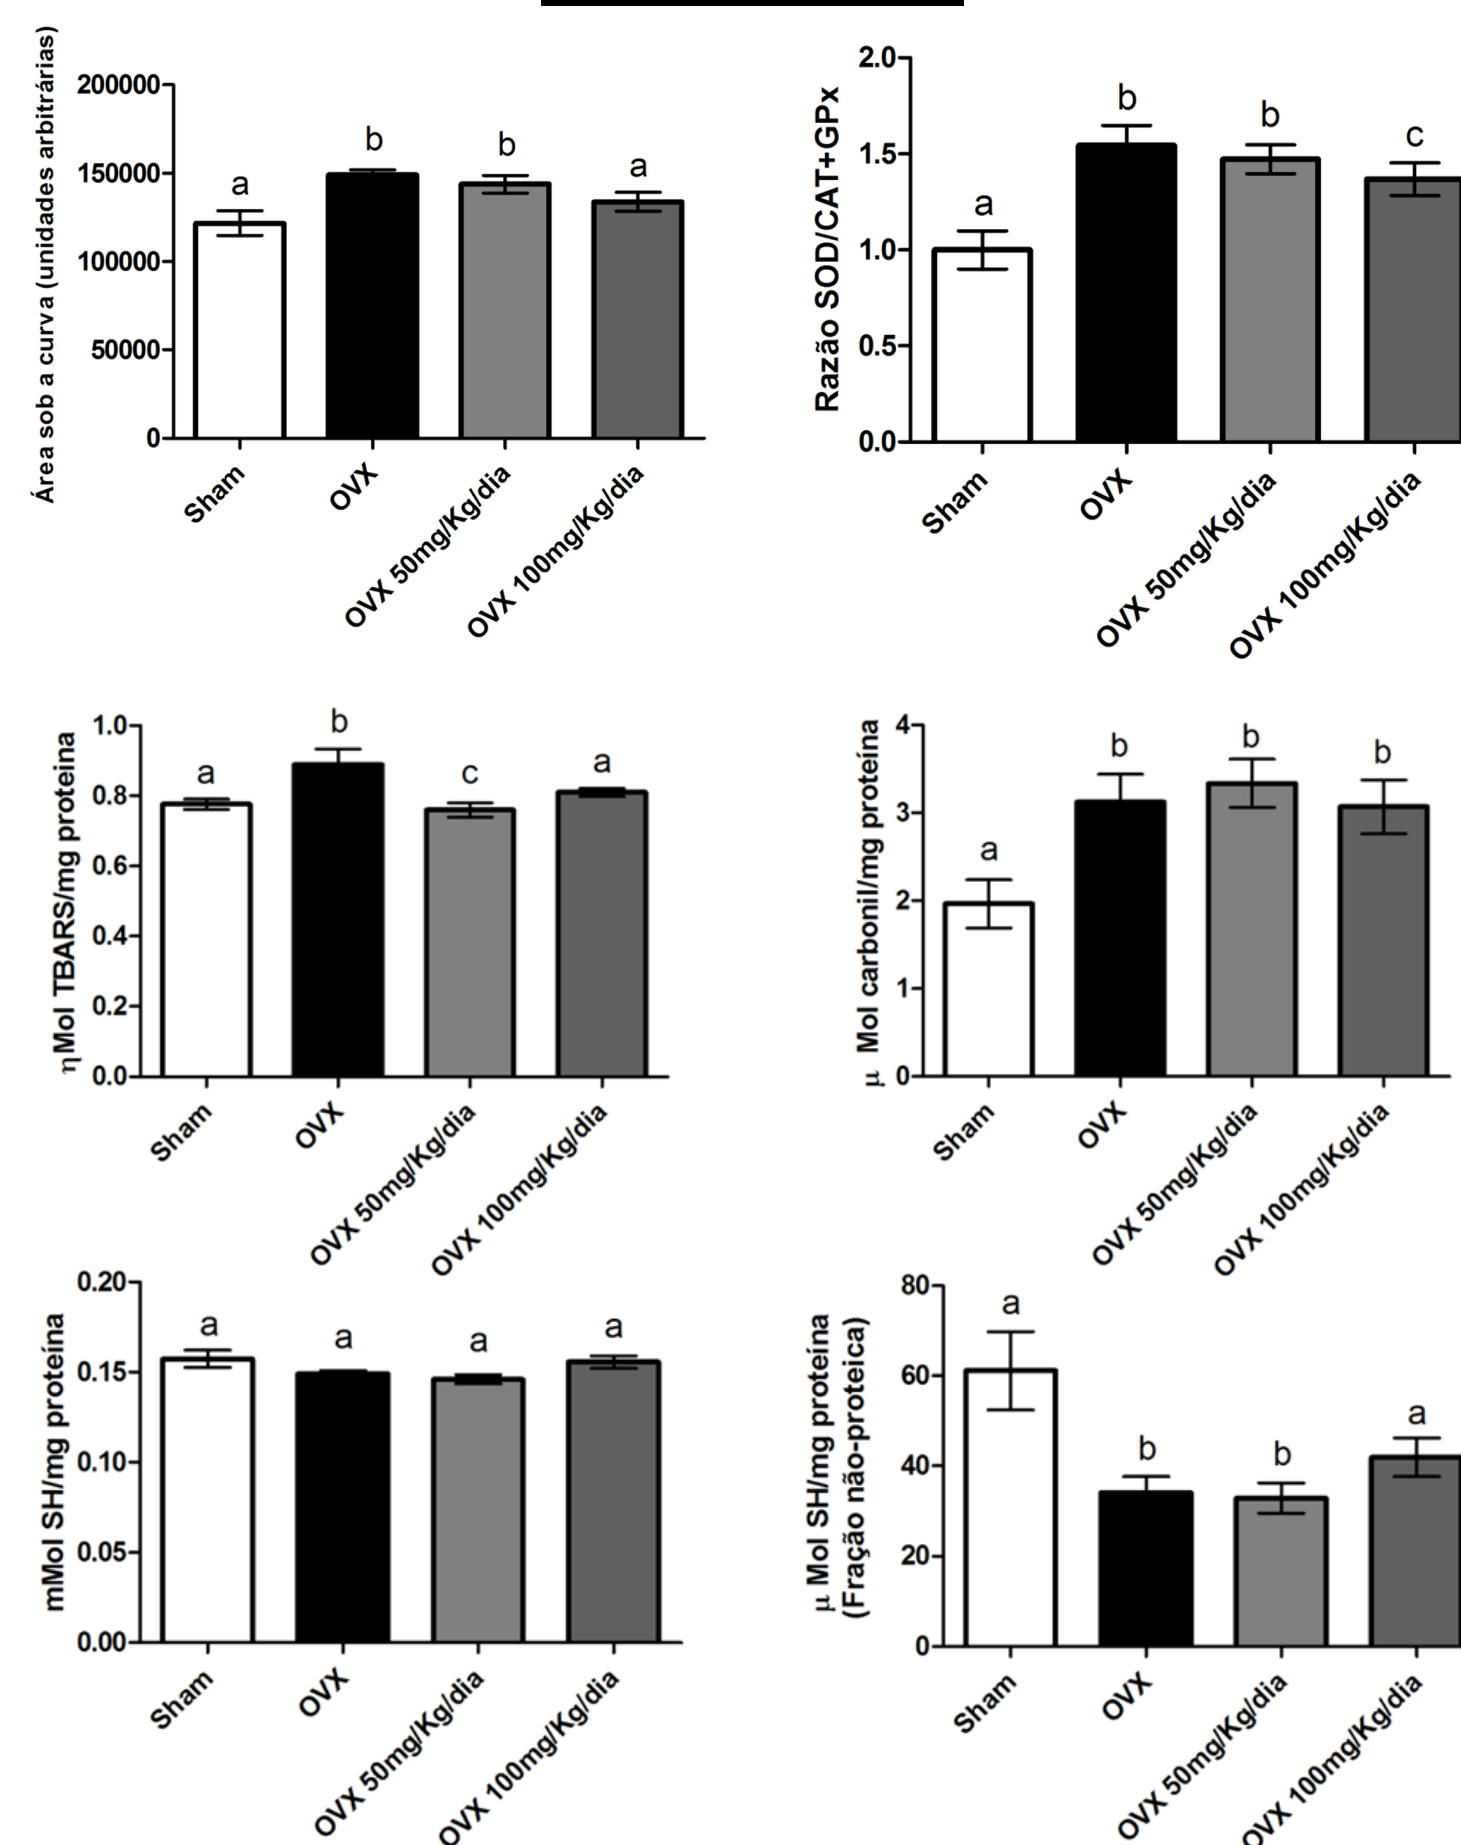 Área sob a curva (unidades arbitrárias)
200000
150000
100000
50000
0
a
b
b
a
Sham
OVX
OVX 50mg/Kg/dia
OVX 100mg/Kg/dia
Razão SOD/CAT+GPx
2.0
1.5
1.0
0.5
0.0
a
b
b
c
Sham
OVX
OVX 50mg/Kg/dia
OVX 100mg/Kg/dia
ηMol TBARS/mg proteina
1.0
0.8
0.6
0.4
0.2
0.0
a
b
c
a
Sham
OVX
OVX 50mg/Kg/dia
OVX 100mg/Kg/dia
μ Mol carbonil/mg proteína
4
3
2
1
0
a
b
b
b
Sham
OVX
OVX 50mg/Kg/dia
OVX 100mg/Kg/dia
mMol SH/mg proteína
0.20
0.15
0.10
0.05
0.00
a
a
a
a
Sham
OVX
OVX 50mg/Kg/dia
OVX 100mg/Kg/dia
μ Mol SH/mg proteína
(Fração não-proteica)
80
60
40
20
0
a
b
b
a
Sham
OVX
OVX 50mg/Kg/dia
OVX 100mg/Kg/dia